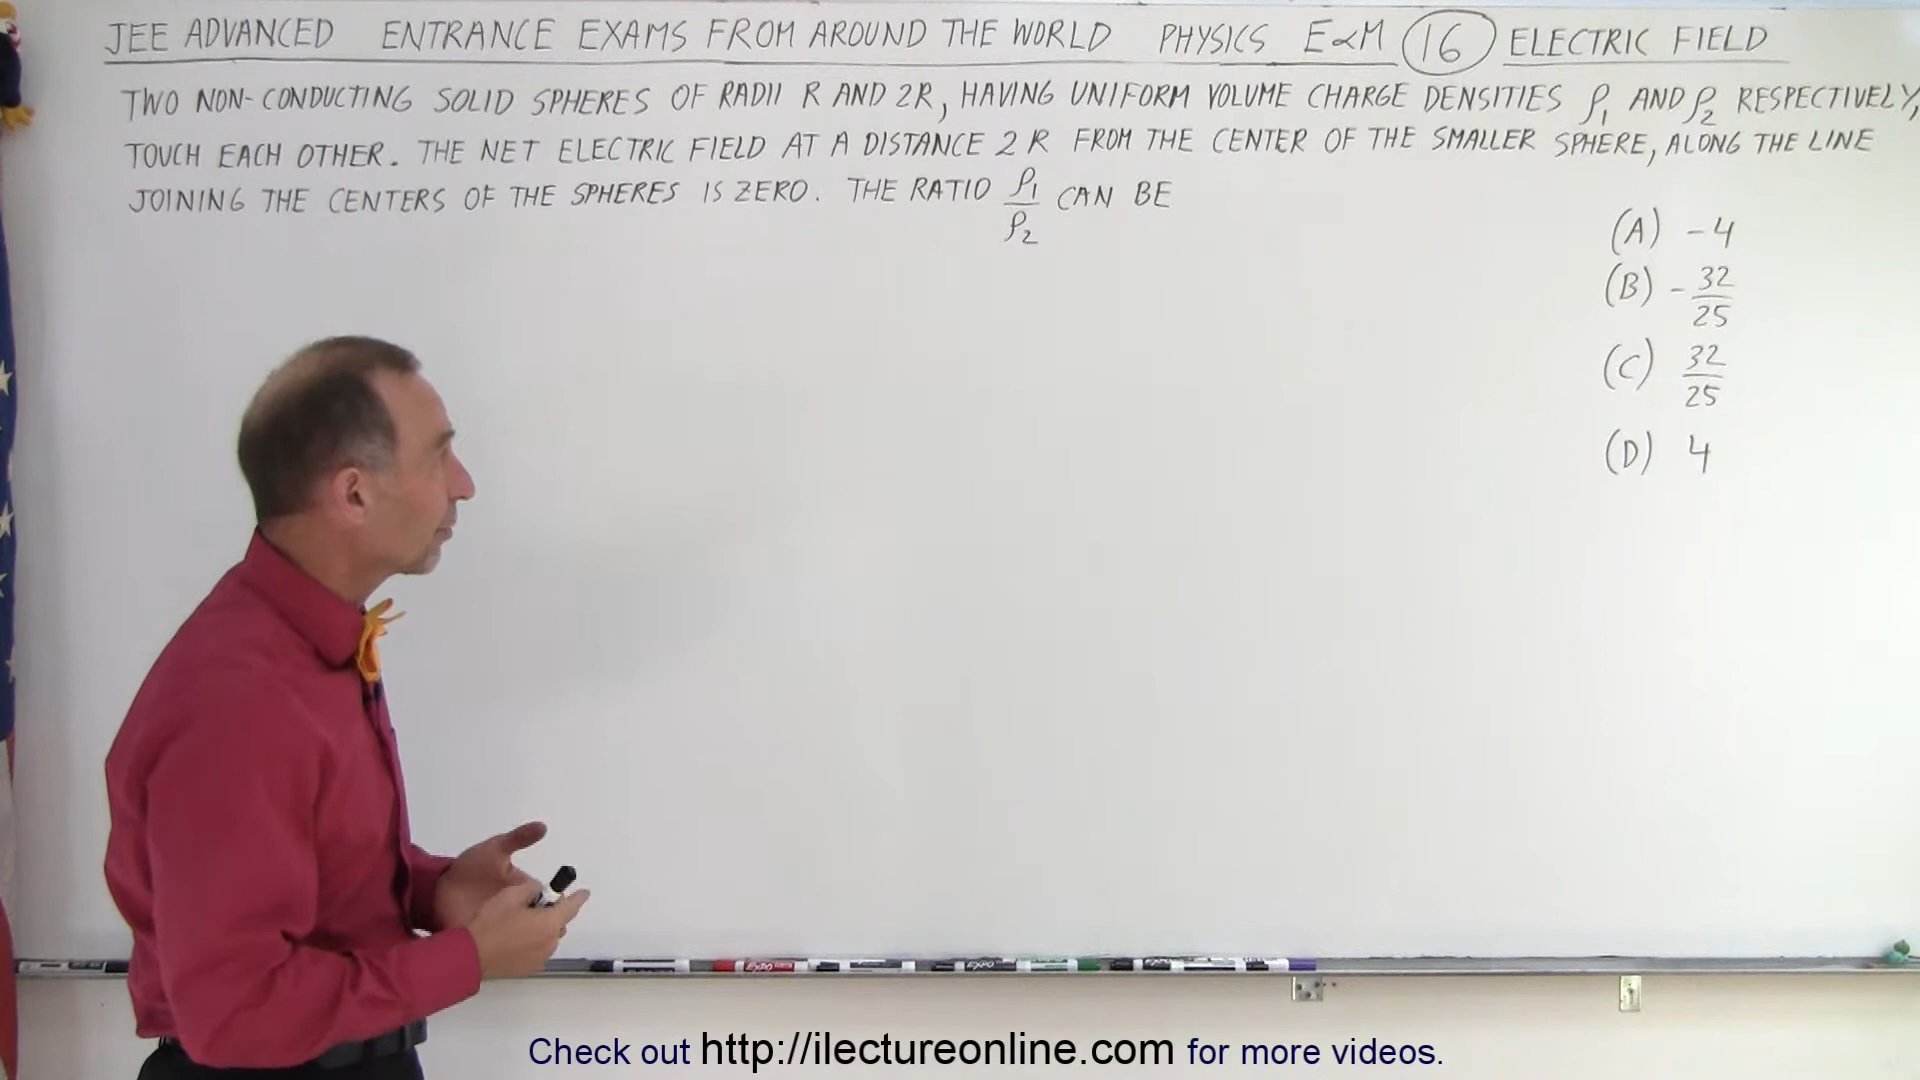 JEE ADVANCED ENTRANCE EXAMS FROM AROUND THE WORLD PHYSICS E&M 16 ELECTRIC FIELD
TWO NON-CONDUCTING SOLID SPHERES OF RADII R AND 2R, HAVING UNIFORM VOLUME CHARGE DENSITIES ρ₁ AND ρ₂ RESPECTIVELY,
TOUCH EACH OTHER. THE NET ELECTRIC FIELD AT A DISTANCE 2R FROM THE CENTER OF THE SMALLER SPHERE, ALONG THE LINE
JOINING THE CENTERS OF THE SPHERES IS ZERO. THE RATIO ρ₁/ρ₂ CAN BE
(A) -4
(B) -32/25
(C) 32/25
(D) 4
EXPO
EXPO
Check out http://ilectureonline.com for more videos.